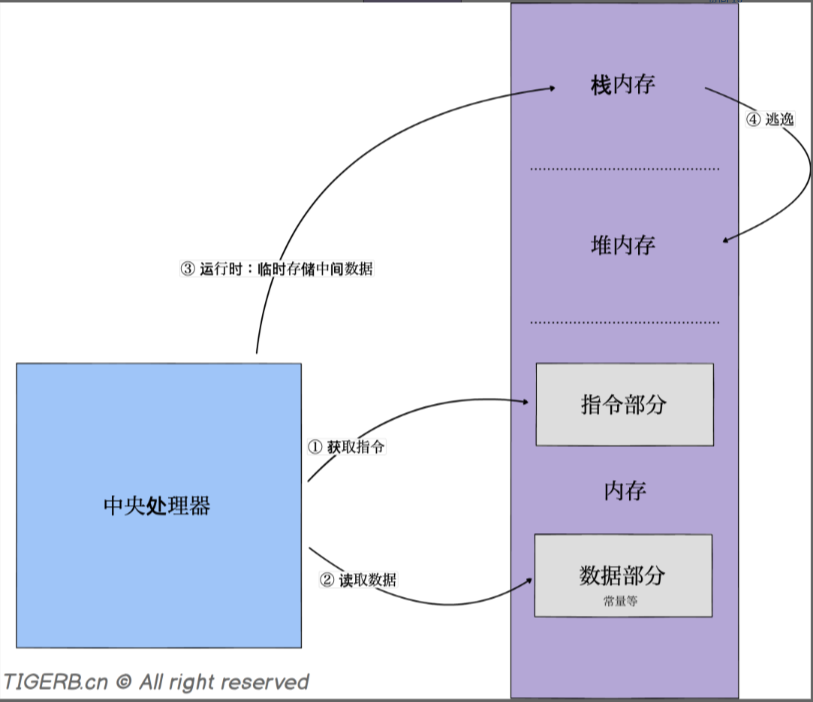 栈内存
④ 逃逸
堆内存
③ 运行时：临时存储中间数据
指令部分
① 获取指令
内存
中央处理器
② 读取数据
数据部分
常量等
TIGERB.cn © All right reserved